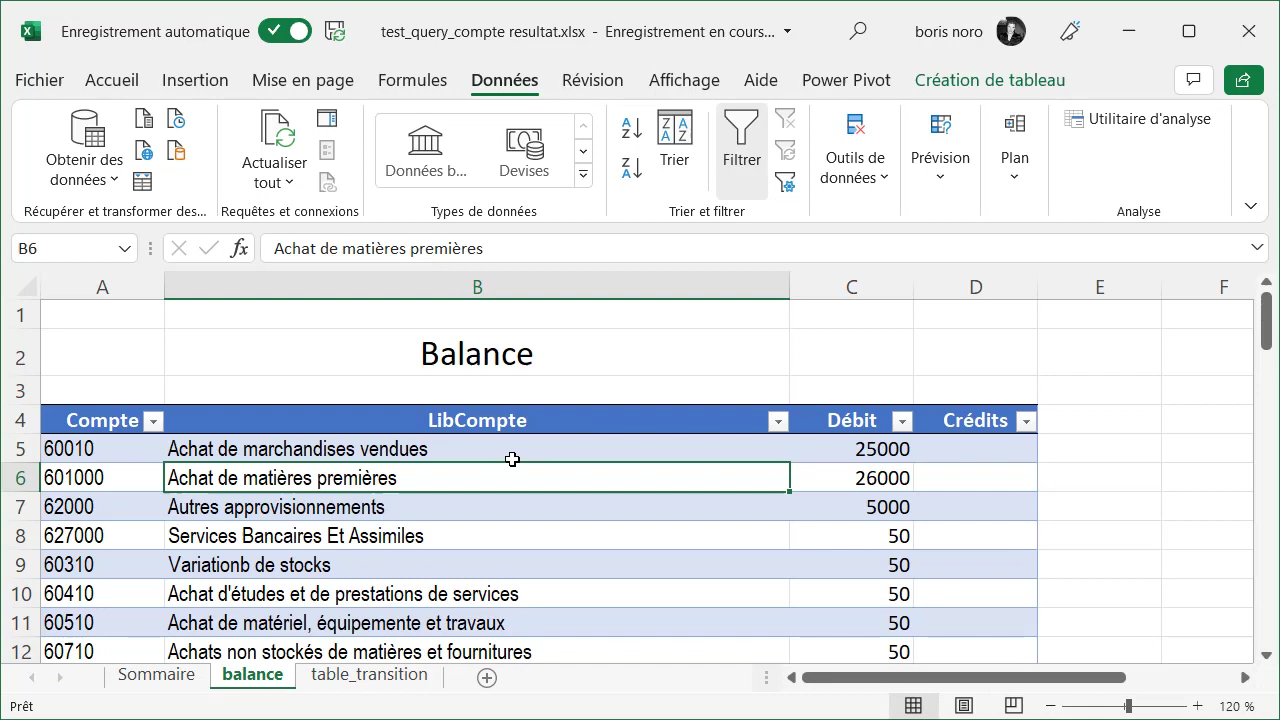 Enregistrement automatique
test_query_compte resultat.xlsx - Enregistrement en cours...
boris noro
Fichier Accueil Insertion Mise en page Formules Données Révision Affichage Aide Power Pivot Création de tableau
Obtenir des données
Récupérer et transformer des...
Actualiser tout
Requêtes et connexions
Données b...
Devises
Types de données
Trier
Filtrer
Trier et filtrer
Outils de données
Prévision
Plan
Utilitaire d'analyse
Analyse
B6
fx
Achat de matières premières
A B C D E F
1
2 Balance
3
4 Compte LibCompte Débit Crédits
5 60010 Achat de marchandises vendues 25000
6 601000 Achat de matières premières 26000
7 62000 Autres approvisionnements 5000
8 627000 Services Bancaires Et Assimiles 50
9 60310 Variationb de stocks 50
10 60410 Achat d'études et de prestations de services 50
11 60510 Achat de matériel, équipemente et travaux 50
12 60710 Achats non stockés de matières et fournitures 50
Sommaire balance table_transition
Prêt
120 %